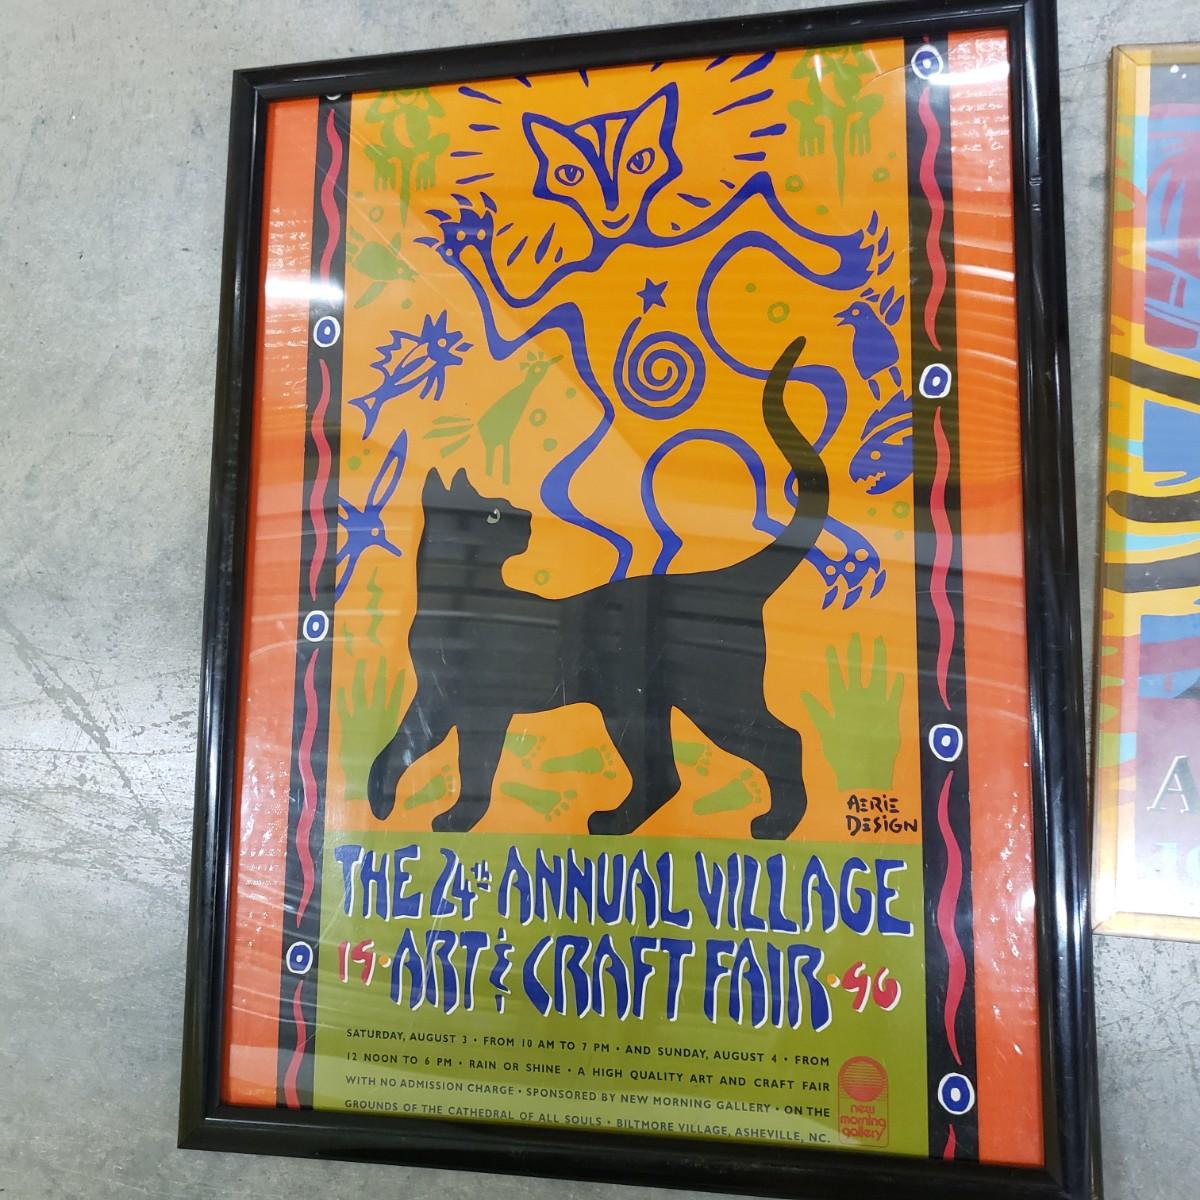 AERIE
DESIGN
THE 24th ANNUAL VILLAGE
19 • ART & CRAFT FAIR • 96
SATURDAY, AUGUST 3 • FROM 10 AM TO 7 PM • AND SUNDAY, AUGUST 4 • FROM
12 NOON TO 6 PM • RAIN OR SHINE • A HIGH QUALITY ART AND CRAFT FAIR
WITH NO ADMISSION CHARGE • SPONSORED BY NEW MORNING GALLERY • ON THE
GROUNDS OF THE CATHEDRAL OF ALL SOULS • BILTMORE VILLAGE, ASHEVILLE, NC.
new
morning
gallery
A